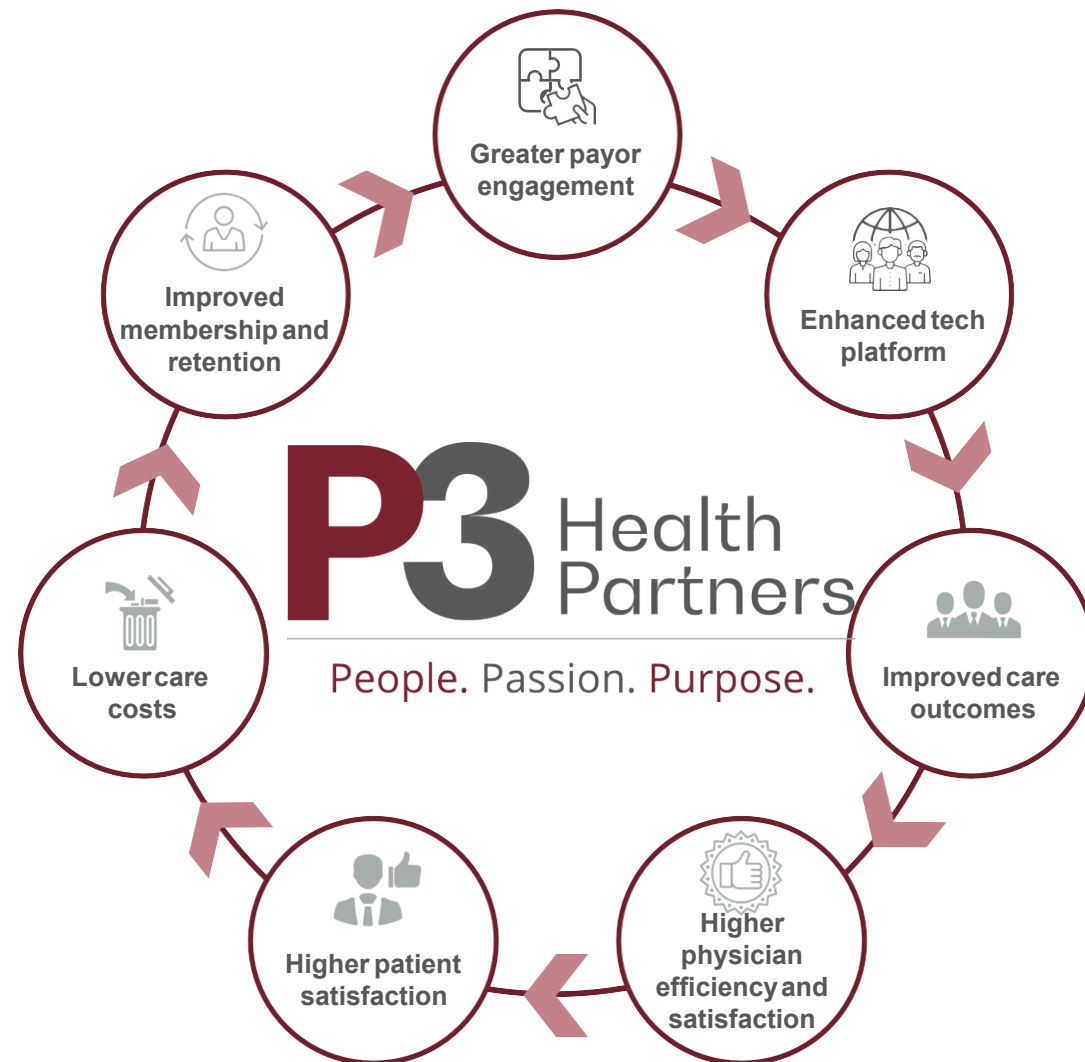 Greater payor
engagement
Enhanced tech
platform
Improved care
outcomes
Higher
physician
efficiency and
satisfaction
Higher patient
satisfaction
Lower care
costs
Improved
membership and
retention
P3 Health
Partners
People. Passion. Purpose.